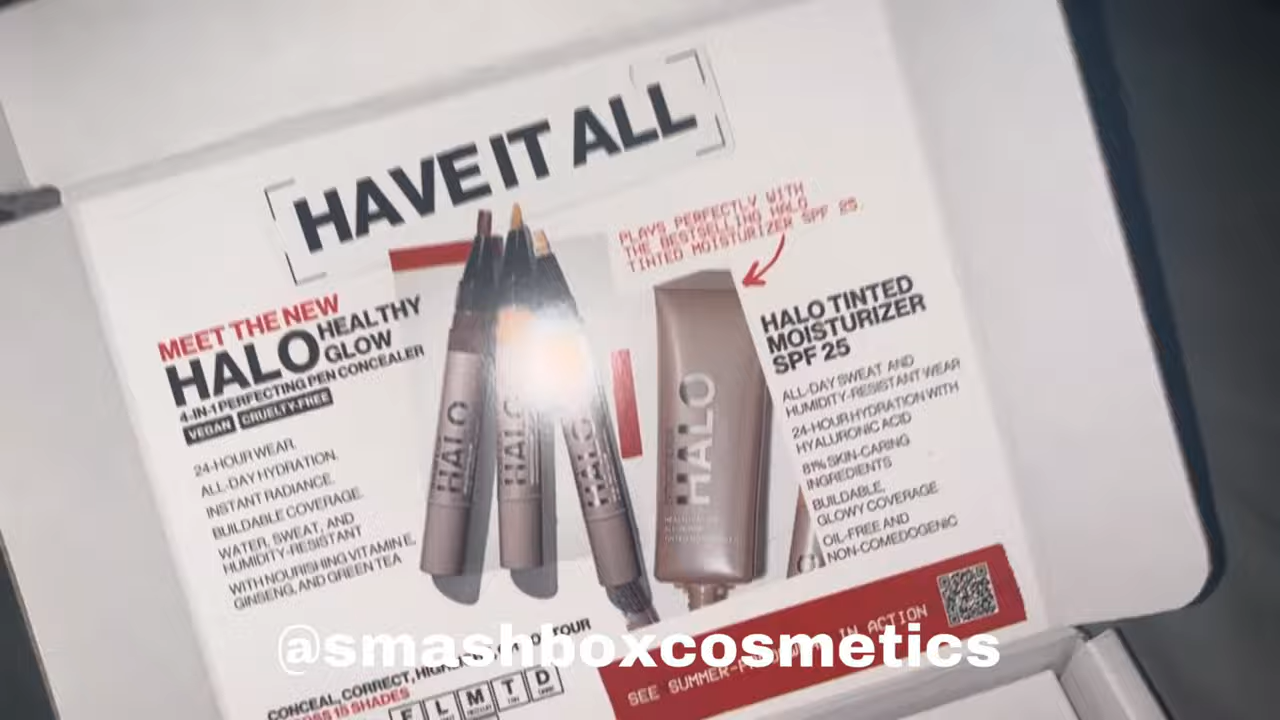 HAVE IT ALL
PLAYS PERFECTLY WITH
THE BESTSELLING HALO
TINTED MOISTURIZER SPF 25.
MEET THE NEW
HALO HEALTHY
GLOW
4-IN-1 PERFECTING PEN CONCEALER
VEGAN CRUELTY-FREE
24-HOUR WEAR.
ALL-DAY HYDRATION.
INSTANT RADIANCE.
BUILDABLE COVERAGE.
WATER, SWEAT, AND
HUMIDITY-RESISTANT
WITH NOURISHING VITAMIN E,
GINSENG, AND GREEN TEA
HALO
HALO
HALO
HALO
HALO TINTED
MOISTURIZER
SPF 25
ALL-DAY SWEAT AND
HUMIDITY-RESISTANT WEAR
24-HOUR HYDRATION WITH
HYALURONIC ACID
81% SKIN-CARING
INGREDIENTS
BUILDABLE,
GLOWY COVERAGE
OIL-FREE AND
NON-COMEDOGENIC
CONCEAL, CORRECT,
15 SHADES
F L M T D
SEE IN ACTION
@smashboxcosmetics